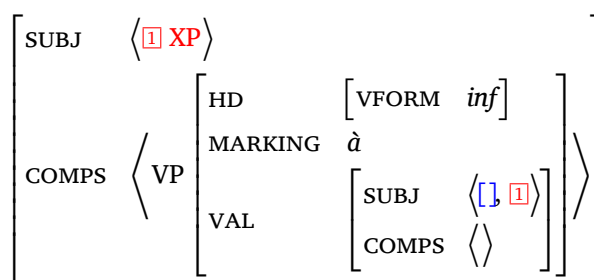 SUBJ ⟨1 XP⟩
HD [VFORM inf]
MARKING à
COMPS ⟨VP
SUBJ ⟨[], 1⟩
VAL
COMPS ⟨⟩